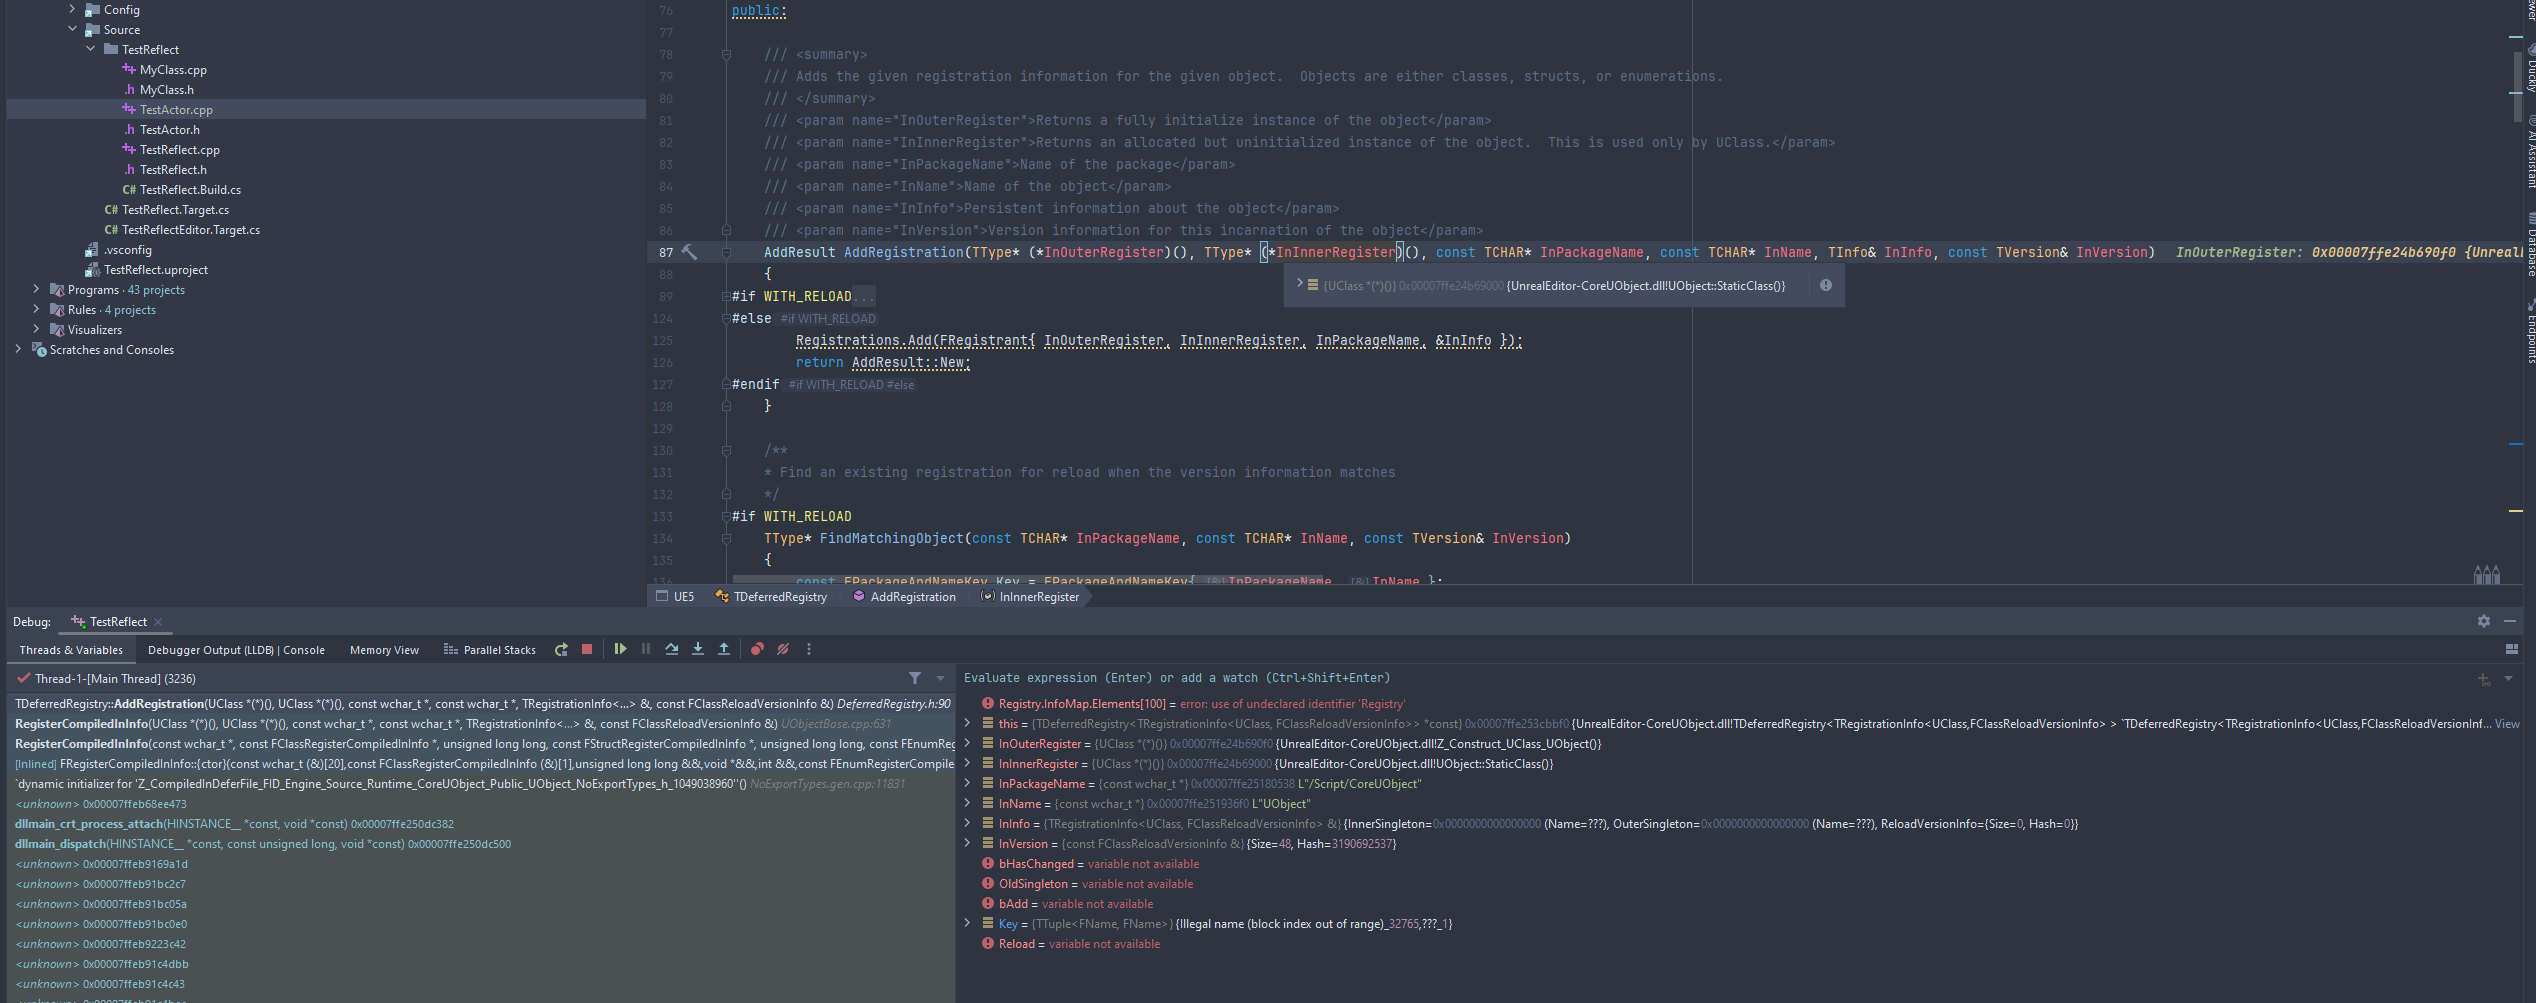 Config
Source
TestReflect
MyClass.cpp
MyClass.h
TestActor.cpp
TestActor.h
TestReflect.cpp
TestReflect.h
C# TestReflect.Build.cs
C# TestReflect.Target.cs
C# TestReflectEditor.Target.cs
.vsconfig
TestReflect.uproject
Programs · 43 projects
Rules · 4 projects
Visualizers
Scratches and Consoles
76 public:
77
78 /// <summary>
79 /// Adds the given registration information for the given object.  Objects are either classes, structs, or enumerations.
80 /// </summary>
81 /// <param name="InOuterRegister">Returns a fully initialize instance of the object</param>
82 /// <param name="InInnerRegister">Returns an allocated but uninitialized instance of the object.  This is used only by UClass.</param>
83 /// <param name="InPackageName">Name of the package</param>
84 /// <param name="InName">Name of the object</param>
85 /// <param name="InInfo">Persistent information about the object</param>
86 /// <param name="InVersion">Version information for this incarnation of the object</param>
87 AddResult AddRegistration(TType* (*InOuterRegister)(), TType* (*InInnerRegister)(), const TCHAR* InPackageName, const TCHAR* InName, TInfo& InInfo, const TVersion& InVersion) InOuterRegister: 0x00007ffe24b690f0 {UnrealE
88 {
{UClass *(*)()} 0x00007ffe24b69000 {UnrealEditor-CoreUObject.dll!UObject::StaticClass()}
89 #if WITH_RELOAD...
124 #else #if WITH_RELOAD
125 Registrations.Add(FRegistrant{ InOuterRegister, InInnerRegister, InPackageName, &InInfo });
126 return AddResult::New;
127 #endif #if WITH_RELOAD #else
128 }
129
130 /**
131 * Find an existing registration for reload when the version information matches
132 */
133 #if WITH_RELOAD
134 TType* FindMatchingObject(const TCHAR* InPackageName, const TCHAR* InName, const TVersion& InVersion)
135 {
136 const FPackageAndNameKey Key = FPackageAndNameKey{ [&] InPackageName, [&] InName };
UE5 TDeferredRegistry AddRegistration InInnerRegister
Duckly
AI Assistant
Database
Endpoints
Debug: TestReflect
Threads & Variables Debugger Output (LLDB) | Console Memory View Parallel Stacks
Thread-1-[Main Thread] (3236)
TDeferredRegistry::AddRegistration(UClass *(*)(), UClass *(*)(), const wchar_t *, const wchar_t *, TRegistrationInfo<...> &, const FClassReloadVersionInfo &) DeferredRegistry.h:90
RegisterCompiledInInfo(UClass *(*)(), UClass *(*)(), const wchar_t *, const wchar_t *, TRegistrationInfo<...> &, const FClassReloadVersionInfo &) UObjectBase.cpp:631
RegisterCompiledInInfo(const wchar_t *, const FClassRegisterCompiledInInfo *, unsigned long long, const FStructRegisterCompiledInInfo *, unsigned long long, const FEnumReg
[Inlined] FRegisterCompiledInInfo::{ctor}(const wchar_t (&)[20],const FClassRegisterCompiledInInfo (&)[1],unsigned long long &&,void *&&,int &&,const FEnumRegisterCompile
`dynamic initializer for 'Z_CompiledInDeferFile_FID_Engine_Source_Runtime_CoreUObject_Public_UObject_NoExportTypes_h_1049038960''() NoExportTypes.gen.cpp:11831
<unknown> 0x00007ffeb68ee473
dllmain_crt_process_attach(HINSTANCE__ *const, void *const) 0x00007ffe250dc382
dllmain_dispatch(HINSTANCE__ *const, const unsigned long, void *const) 0x00007ffe250dc500
<unknown> 0x00007ffeb9169a1d
<unknown> 0x00007ffeb91bc2c7
<unknown> 0x00007ffeb91bc05a
<unknown> 0x00007ffeb91bc0e0
<unknown> 0x00007ffeb9223c42
<unknown> 0x00007ffeb91c4dbb
<unknown> 0x00007ffeb91c4c43
Evaluate expression (Enter) or add a watch (Ctrl+Shift+Enter)
Registry.InfoMap.Elements[100] = error: use of undeclared identifier 'Registry'
this = {TDeferredRegistry<TRegistrationInfo<UClass, FClassReloadVersionInfo>> *const} 0x00007ffe253cbbf0 {UnrealEditor-CoreUObject.dll!TDeferredRegistry<TRegistrationInfo<UClass,FClassReloadVersionInfo> > `TDeferredRegistry<TRegistrationInfo<UClass,FClassReloadVersionInf... View
InOuterRegister = {UClass *(*)()} 0x00007ffe24b690f0 {UnrealEditor-CoreUObject.dll!Z_Construct_UClass_UObject()}
InInnerRegister = {UClass *(*)()} 0x00007ffe24b69000 {UnrealEditor-CoreUObject.dll!UObject::StaticClass()}
InPackageName = {const wchar_t *} 0x00007ffe25180538 L"/Script/CoreUObject"
InName = {const wchar_t *} 0x00007ffe251936f0 L"UObject"
InInfo = {TRegistrationInfo<UClass, FClassReloadVersionInfo> &} {InnerSingleton=0x0000000000000000 (Name=???), OuterSingleton=0x0000000000000000 (Name=???), ReloadVersionInfo={Size=0, Hash=0}}
InVersion = {const FClassReloadVersionInfo &} {Size=48, Hash=3190692537}
bHasChanged = variable not available
OldSingleton = variable not available
bAdd = variable not available
Key = {TTuple<FName, FName>} {Illegal name (block index out of range)_32765,???_1}
Reload = variable not available